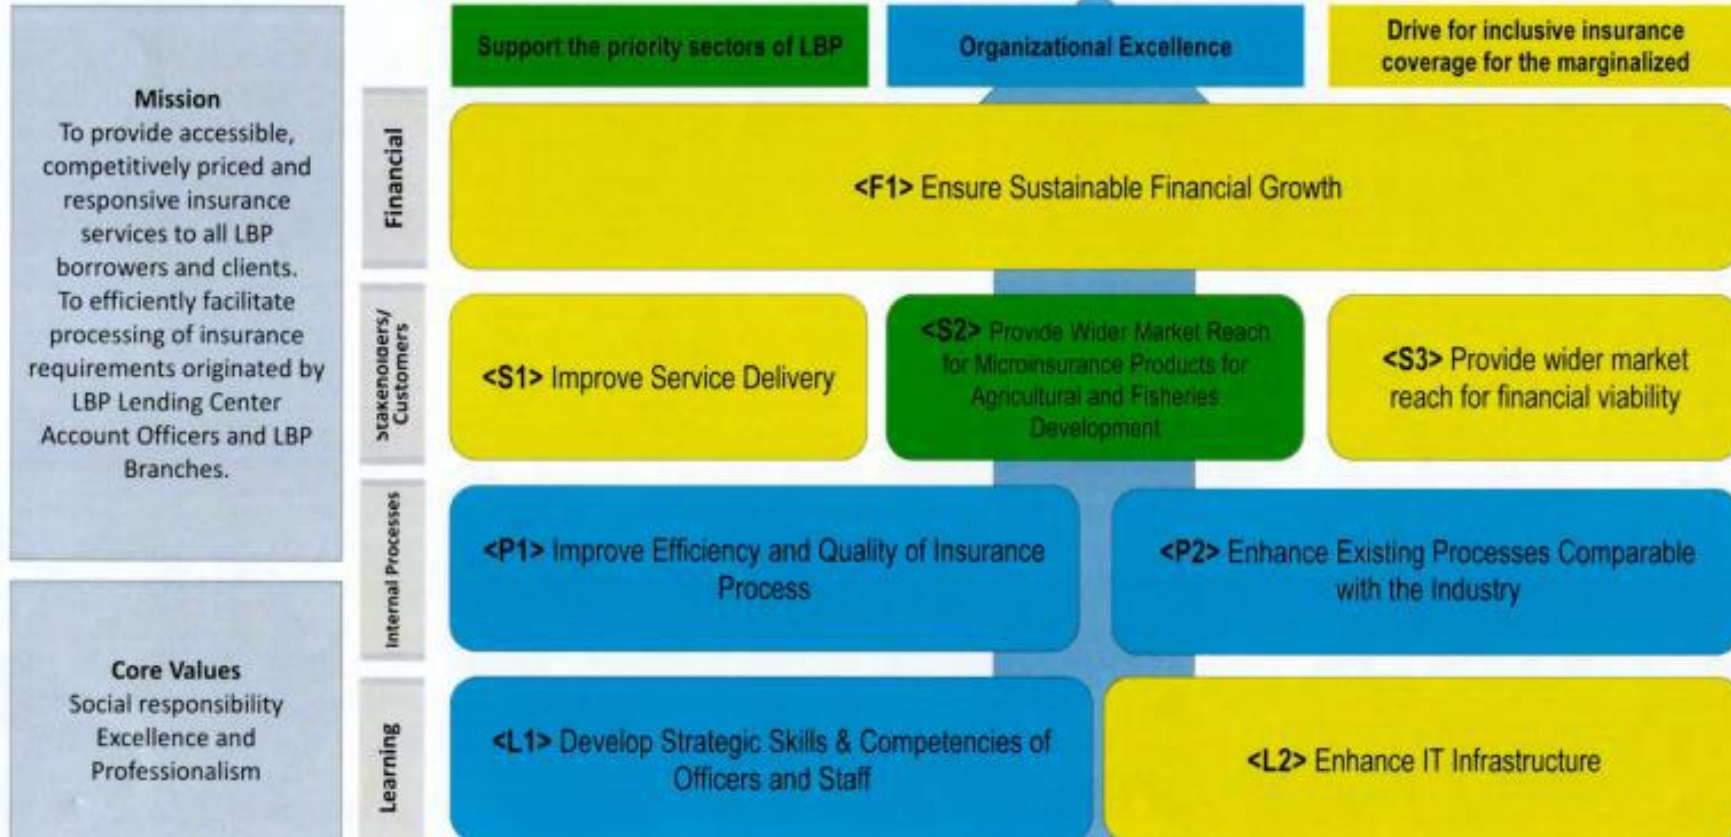 Support the priority sectors of LBP
Organizational Excellence
Drive for inclusive insurance
coverage for the marginalized
Mission
To provide accessible,
competitively priced and
responsive insurance
services to all LBP
borrowers and clients.
To efficiently facilitate
processing of insurance
requirements originated by
LBP Lending Center
Account Officers and LBP
Branches.
Core Values
Social responsibility
Excellence and
Professionalism
Financial
<F1> Ensure Sustainable Financial Growth
Stakeholders/
Customers
<S1> Improve Service Delivery
<S2> Provide Wider Market Reach
for Microinsurance Products for
Agricultural and Fisheries
Development
<S3> Provide wider market
reach for financial viability
Internal Processes
<P1> Improve Efficiency and Quality of Insurance
Process
<P2> Enhance Existing Processes Comparable
with the Industry
Learning
<L1> Develop Strategic Skills & Competencies of
Officers and Staff
<L2> Enhance IT Infrastructure